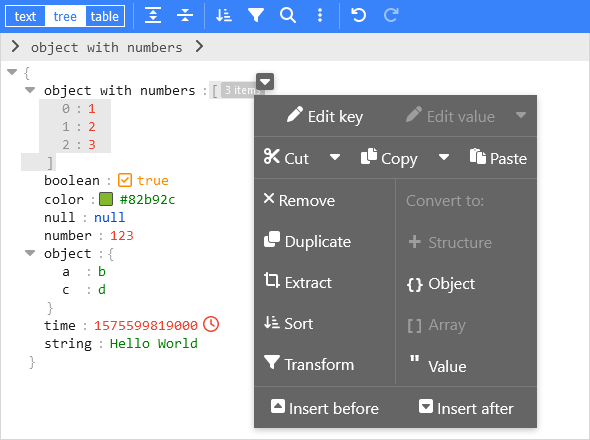 text tree table
object with numbers
{
object with numbers : [ 3 items
0 : 1
1 : 2
2 : 3
]
boolean : true
color : #82b92c
null : null
number : 123
object : {
a : b
c : d
}
time : 1575599819000
string : Hello World
}
Edit key Edit value
Cut Copy Paste
Remove Convert to:
Duplicate + Structure
Extract {} Object
Sort [] Array
Transform " Value
Insert before Insert after